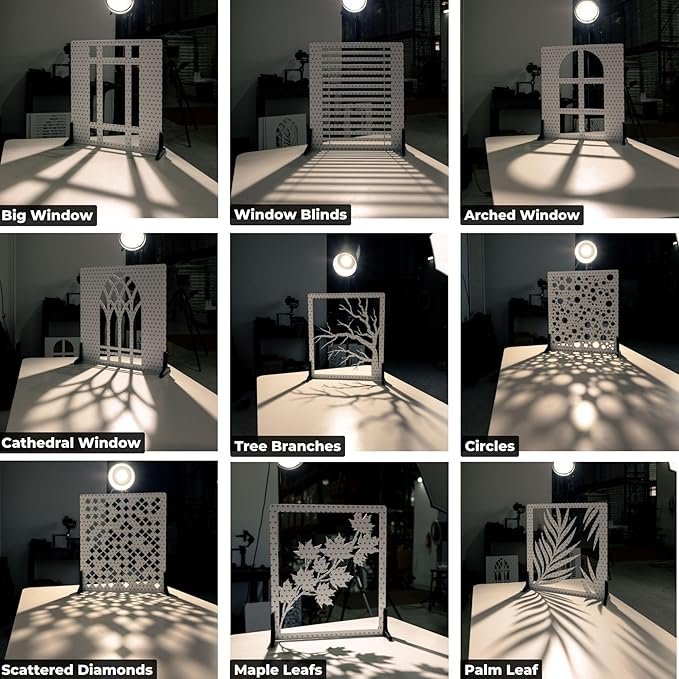 Big Window
Window Blinds
Arched Window
Cathedral Window
Tree Branches
Circles
Scattered Diamonds
Maple Leafs
Palm Leaf